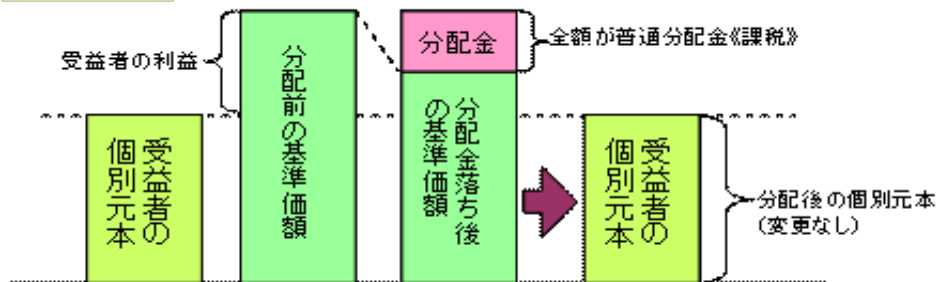 受益者の利益
分配前の基準価額
分配金
全額が普通分配金《課税》
受益者の
個別元本
分配金落ち後
の基準価額
受益者の
個別元本
分配後の個別元本
(変更なし)